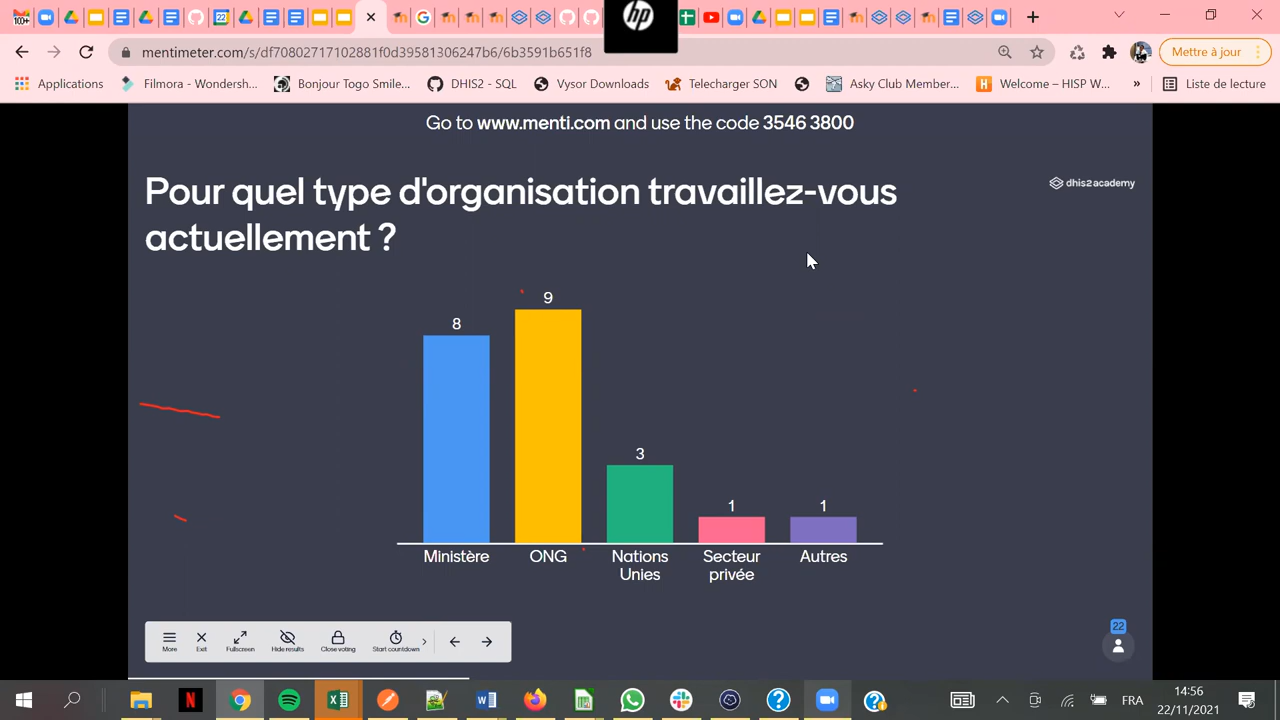 100+
22
G
hp
mentimeter.com/s/df70802717102881f0d39581306247b6/6b3591b651f8
Mettre à jour
Applications
Filmora - Wondersh...
Bonjour Togo Smile...
DHIS2 - SQL
Vysor Downloads
Telecharger SON
Asky Club Member...
H
Welcome – HISP W...
»
Liste de lecture
Go to www.menti.com and use the code 3546 3800
Pour quel type d'organisation travaillez-vous
actuellement ?
dhis2academy
8
9
3
1
1
Ministère
ONG
Nations
Unies
Secteur
privée
Autres
More
Exit
Fullscreen
Hide results
Close voting
Start countdown
22
N
FRA
14:56
22/11/2021